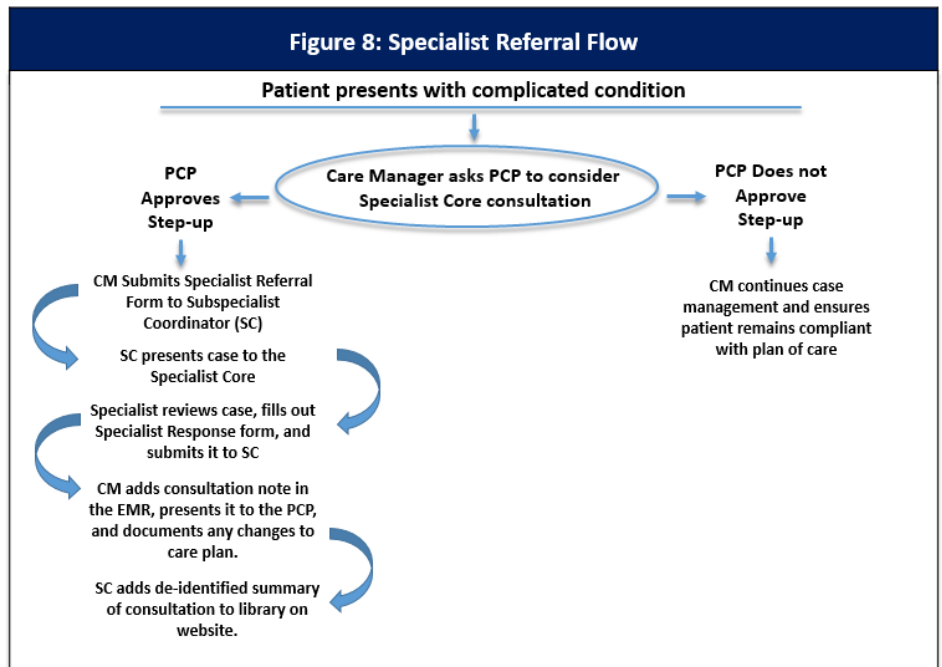 Figure 8: Specialist Referral Flow
Patient presents with complicated condition
Care Manager asks PCP to consider
Specialist Core consultation
PCP
Approves
Step-up
CM Submits Specialist Referral
Form to Subspecialist
Coordinator (SC)
SC presents case to the
Specialist Core
Specialist reviews case, fills out
Specialist Response form, and
submits it to SC
CM adds consultation note in
the EMR, presents it to the PCP,
and documents any changes to
care plan.
SC adds de-identified summary
of consultation to library on
website.
PCP Does not
Approve
Step-up
CM continues case
management and ensures
patient remains compliant
with plan of care